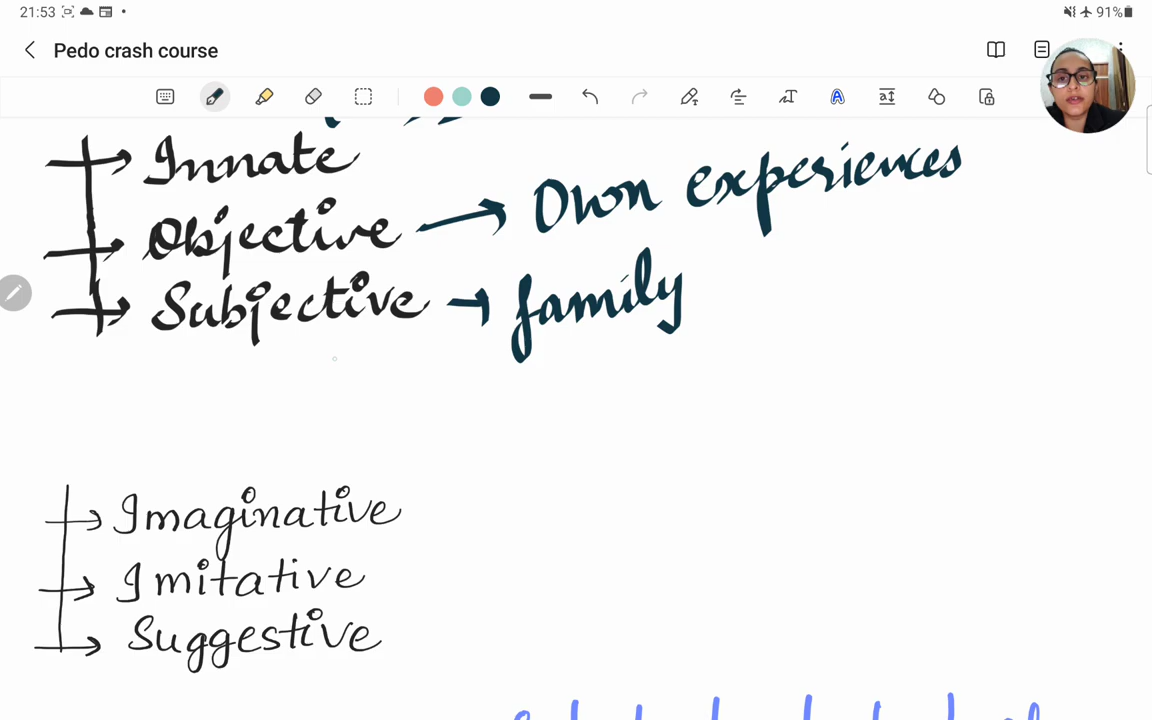 21:53 91%
Pedo crash course
Innate
Objective → Own experiences
Subjective → family
Imaginative
Imitative
Suggestive